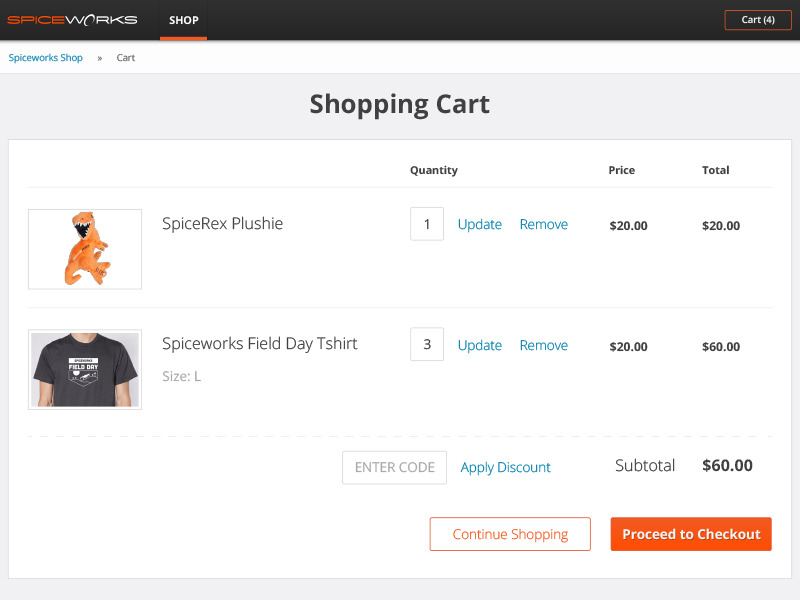 SPICEWORKS
SHOP
Cart (4)
Spiceworks Shop » Cart
Shopping Cart
Quantity Price Total
SpiceRex Plushie 1 Update Remove $20.00 $20.00
Spiceworks Field Day Tshirt 3 Update Remove $20.00 $60.00
Size: L
SPICEWORKS
FIELD DAY
ENTER CODE Apply Discount Subtotal $60.00
Continue Shopping Proceed to Checkout